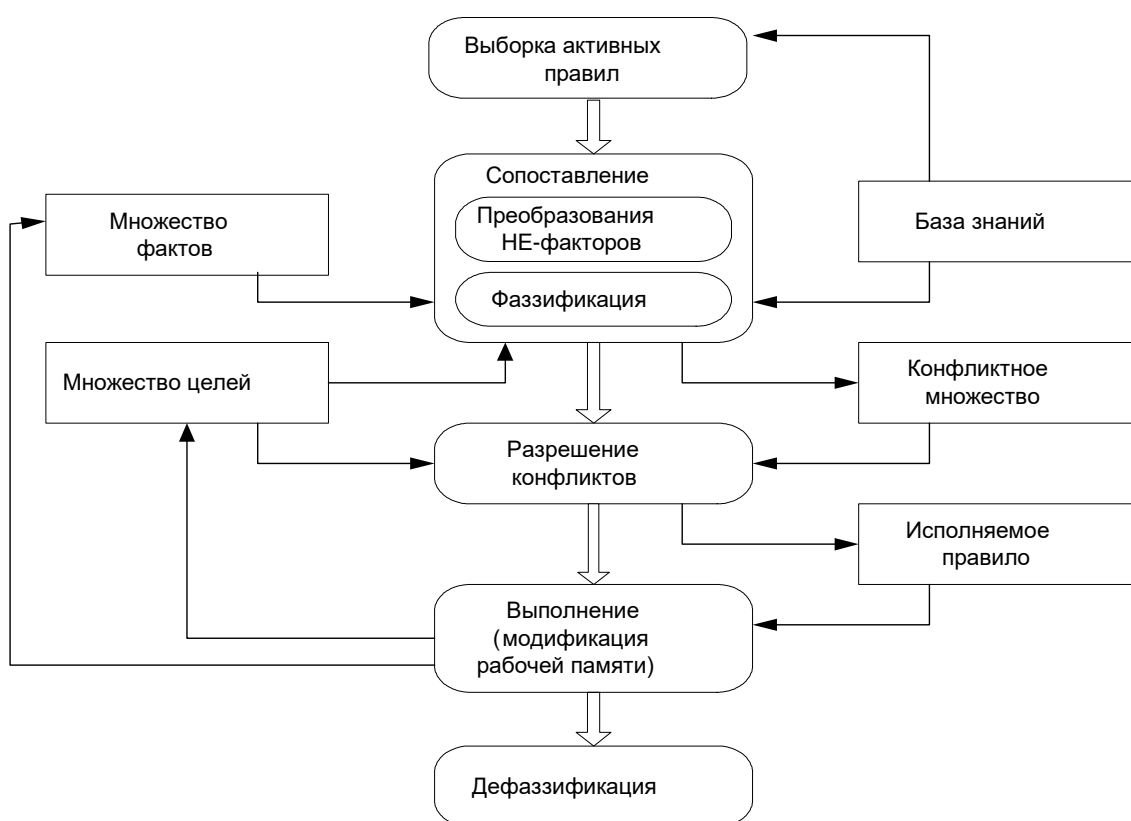 Выборка активных
правил
Сопоставление
Преобразования
НЕ-факторов
Фаззификация
Множество
фактов
База знаний
Множество целей
Конфликтное
множество
Разрешение
конфликтов
Исполняемое
правило
Выполнение
(модификация
рабочей памяти)
Дефаззификация